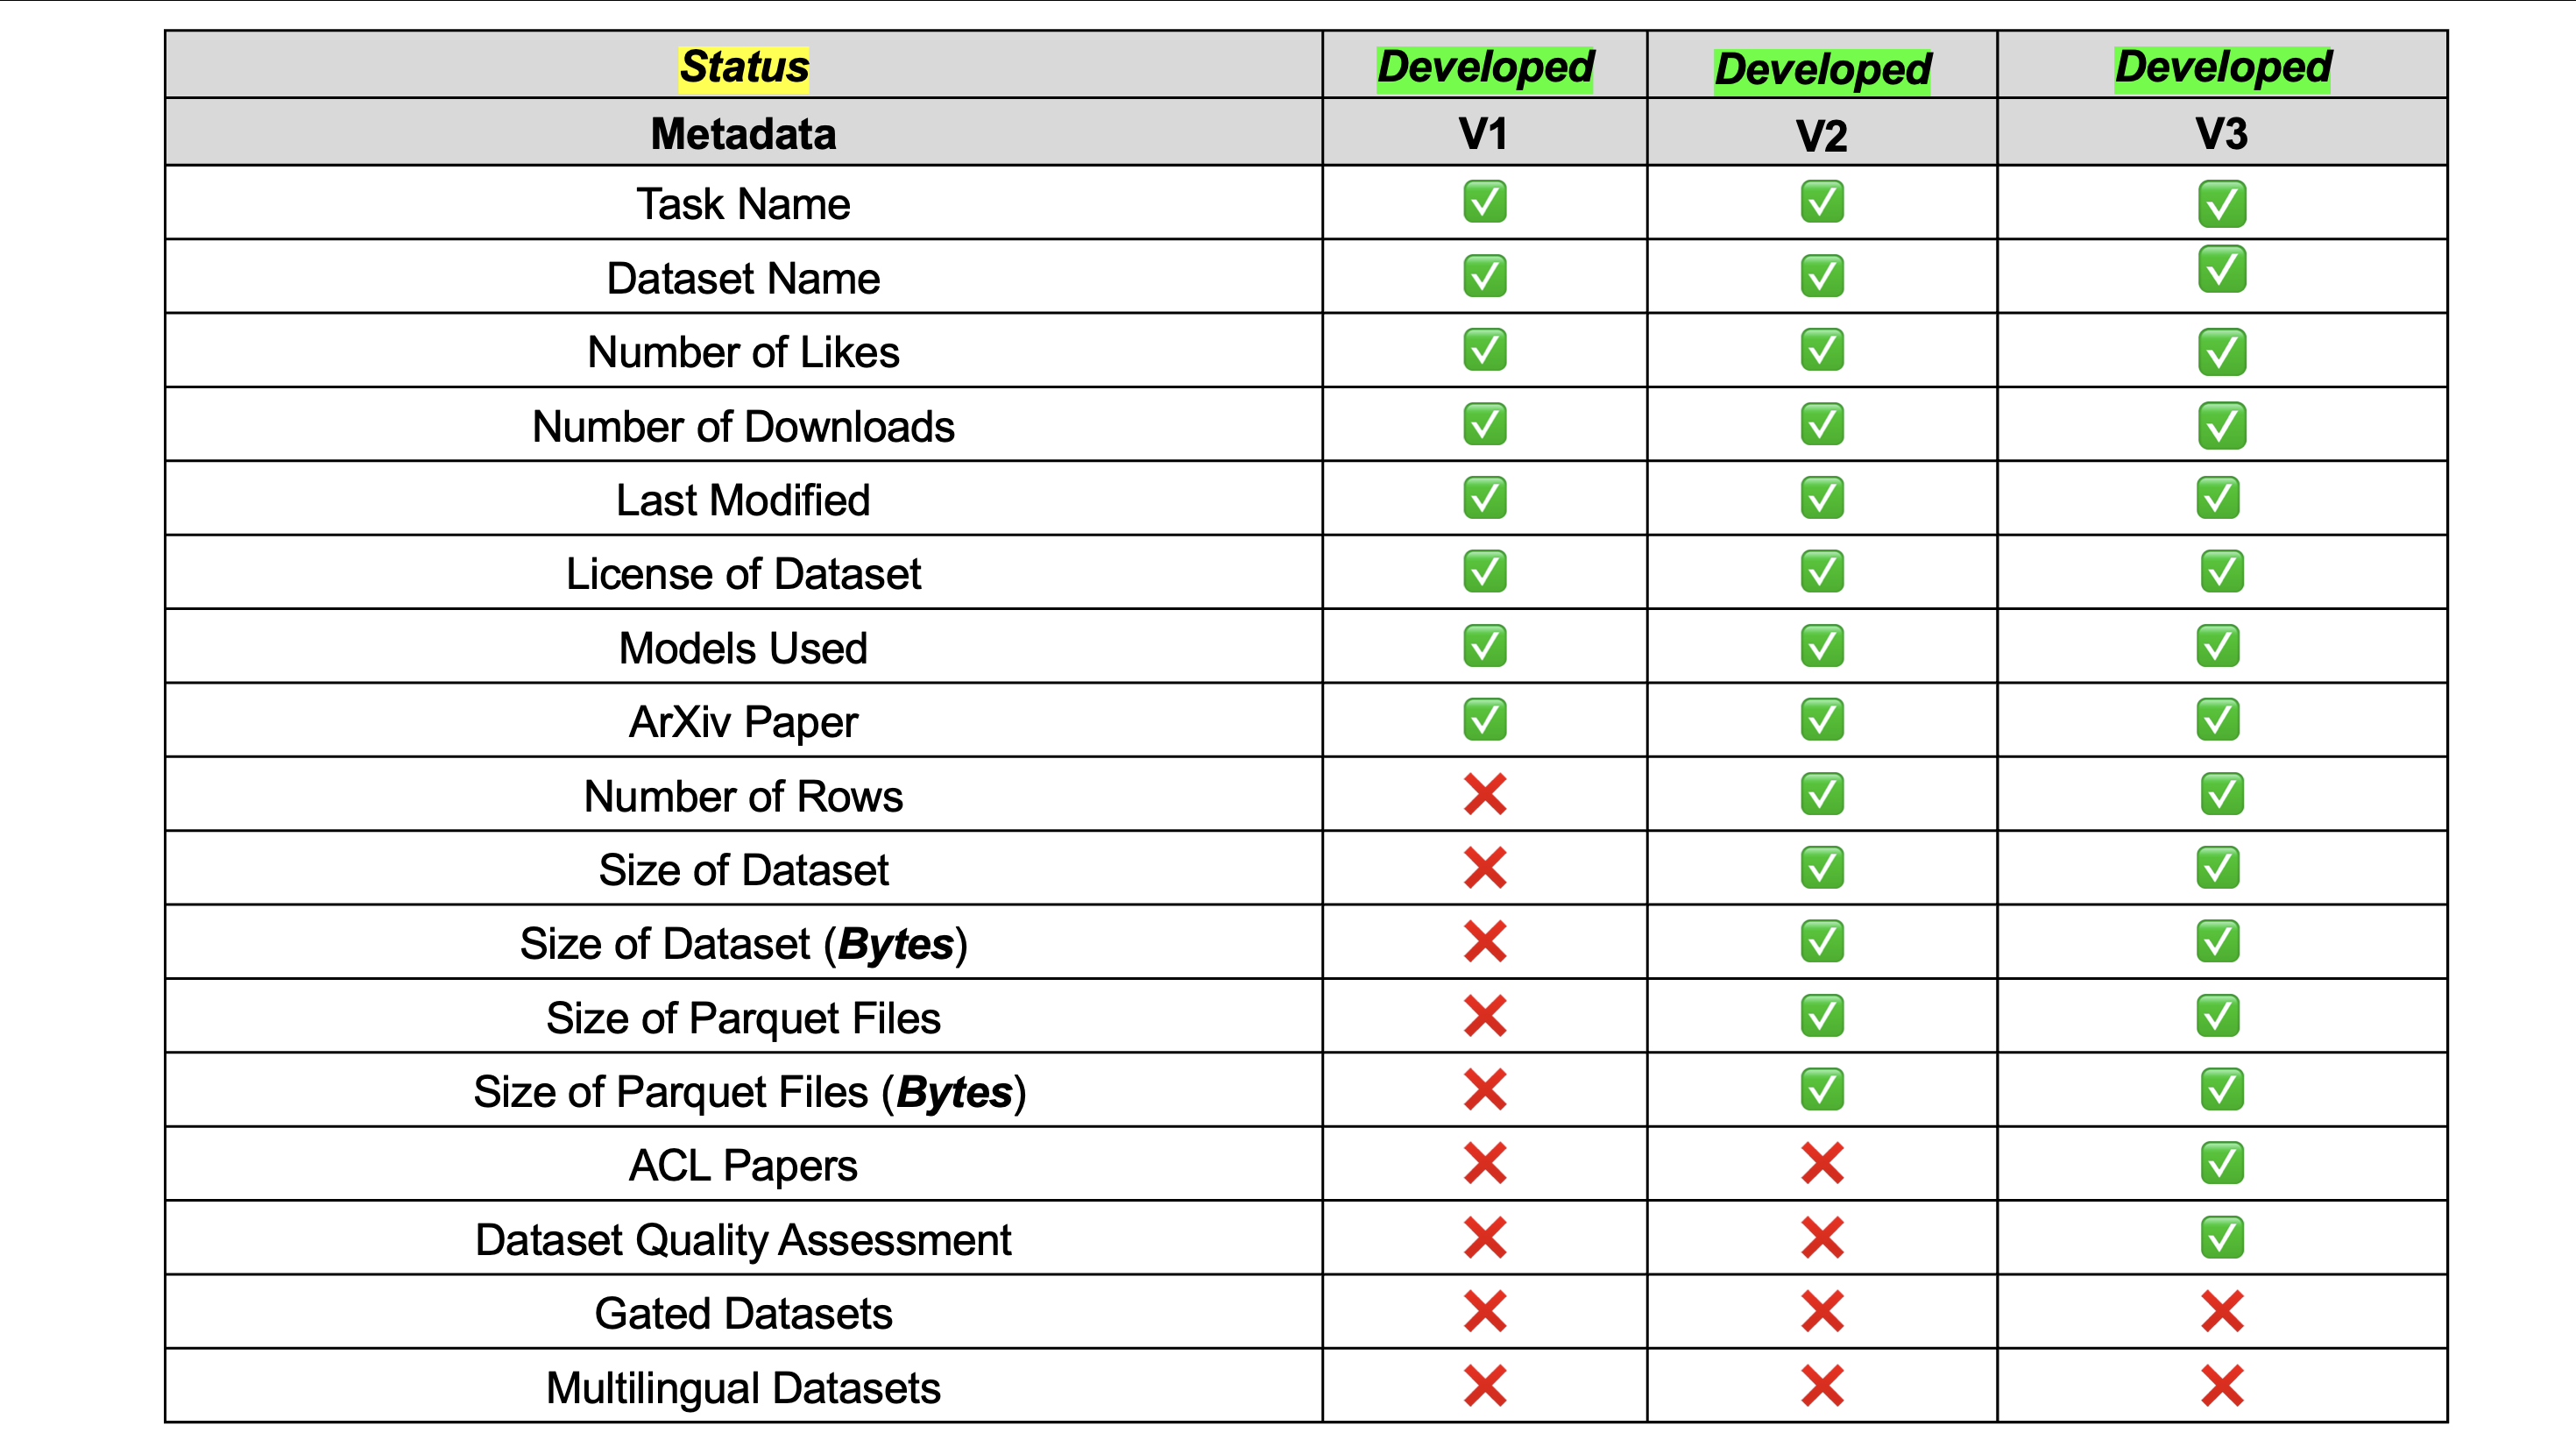 Status Developed Developed Developed
Metadata V1 V2 V3
Task Name ✅ ✅ ✅
Dataset Name ✅ ✅ ✅
Number of Likes ✅ ✅ ✅
Number of Downloads ✅ ✅ ✅
Last Modified ✅ ✅ ✅
License of Dataset ✅ ✅ ✅
Models Used ✅ ✅ ✅
ArXiv Paper ✅ ✅ ✅
Number of Rows ❌ ✅ ✅
Size of Dataset ❌ ✅ ✅
Size of Dataset (Bytes) ❌ ✅ ✅
Size of Parquet Files ❌ ✅ ✅
Size of Parquet Files (Bytes) ❌ ✅ ✅
ACL Papers ❌ ❌ ✅
Dataset Quality Assessment ❌ ❌ ✅
Gated Datasets ❌ ❌ ❌
Multilingual Datasets ❌ ❌ ❌